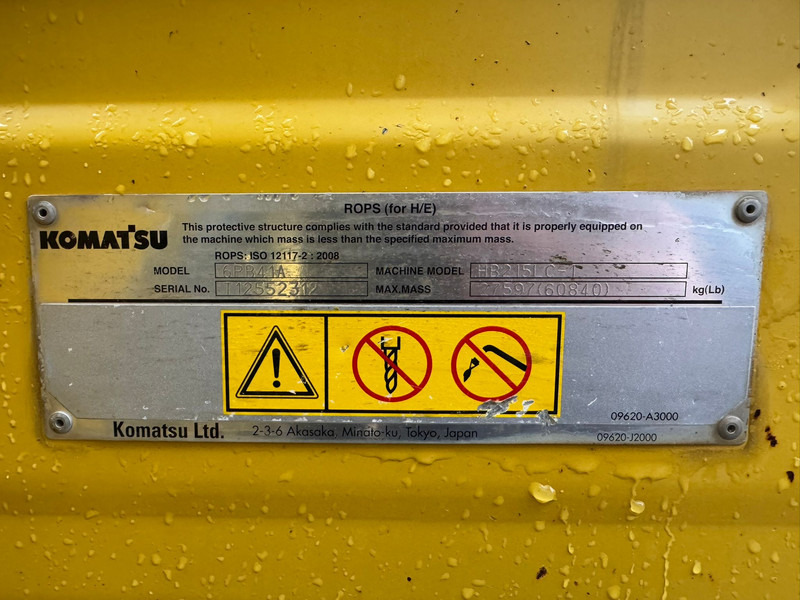 ROPS (for H/E)
KOMATSU
This protective structure complies with the standard provided that it is properly equipped on
the machine which mass is less than the specified maximum mass.
ROPS: ISO 12117-2 : 2008
MODEL MACHINE MODEL HB215LC-1
SERIAL No. MAX.MASS 27597(60840) kg(Lb)
09620-A3000
Komatsu Ltd. 2-3-6 Akasaka, Minato-ku, Tokyo, Japan
09620-J2000